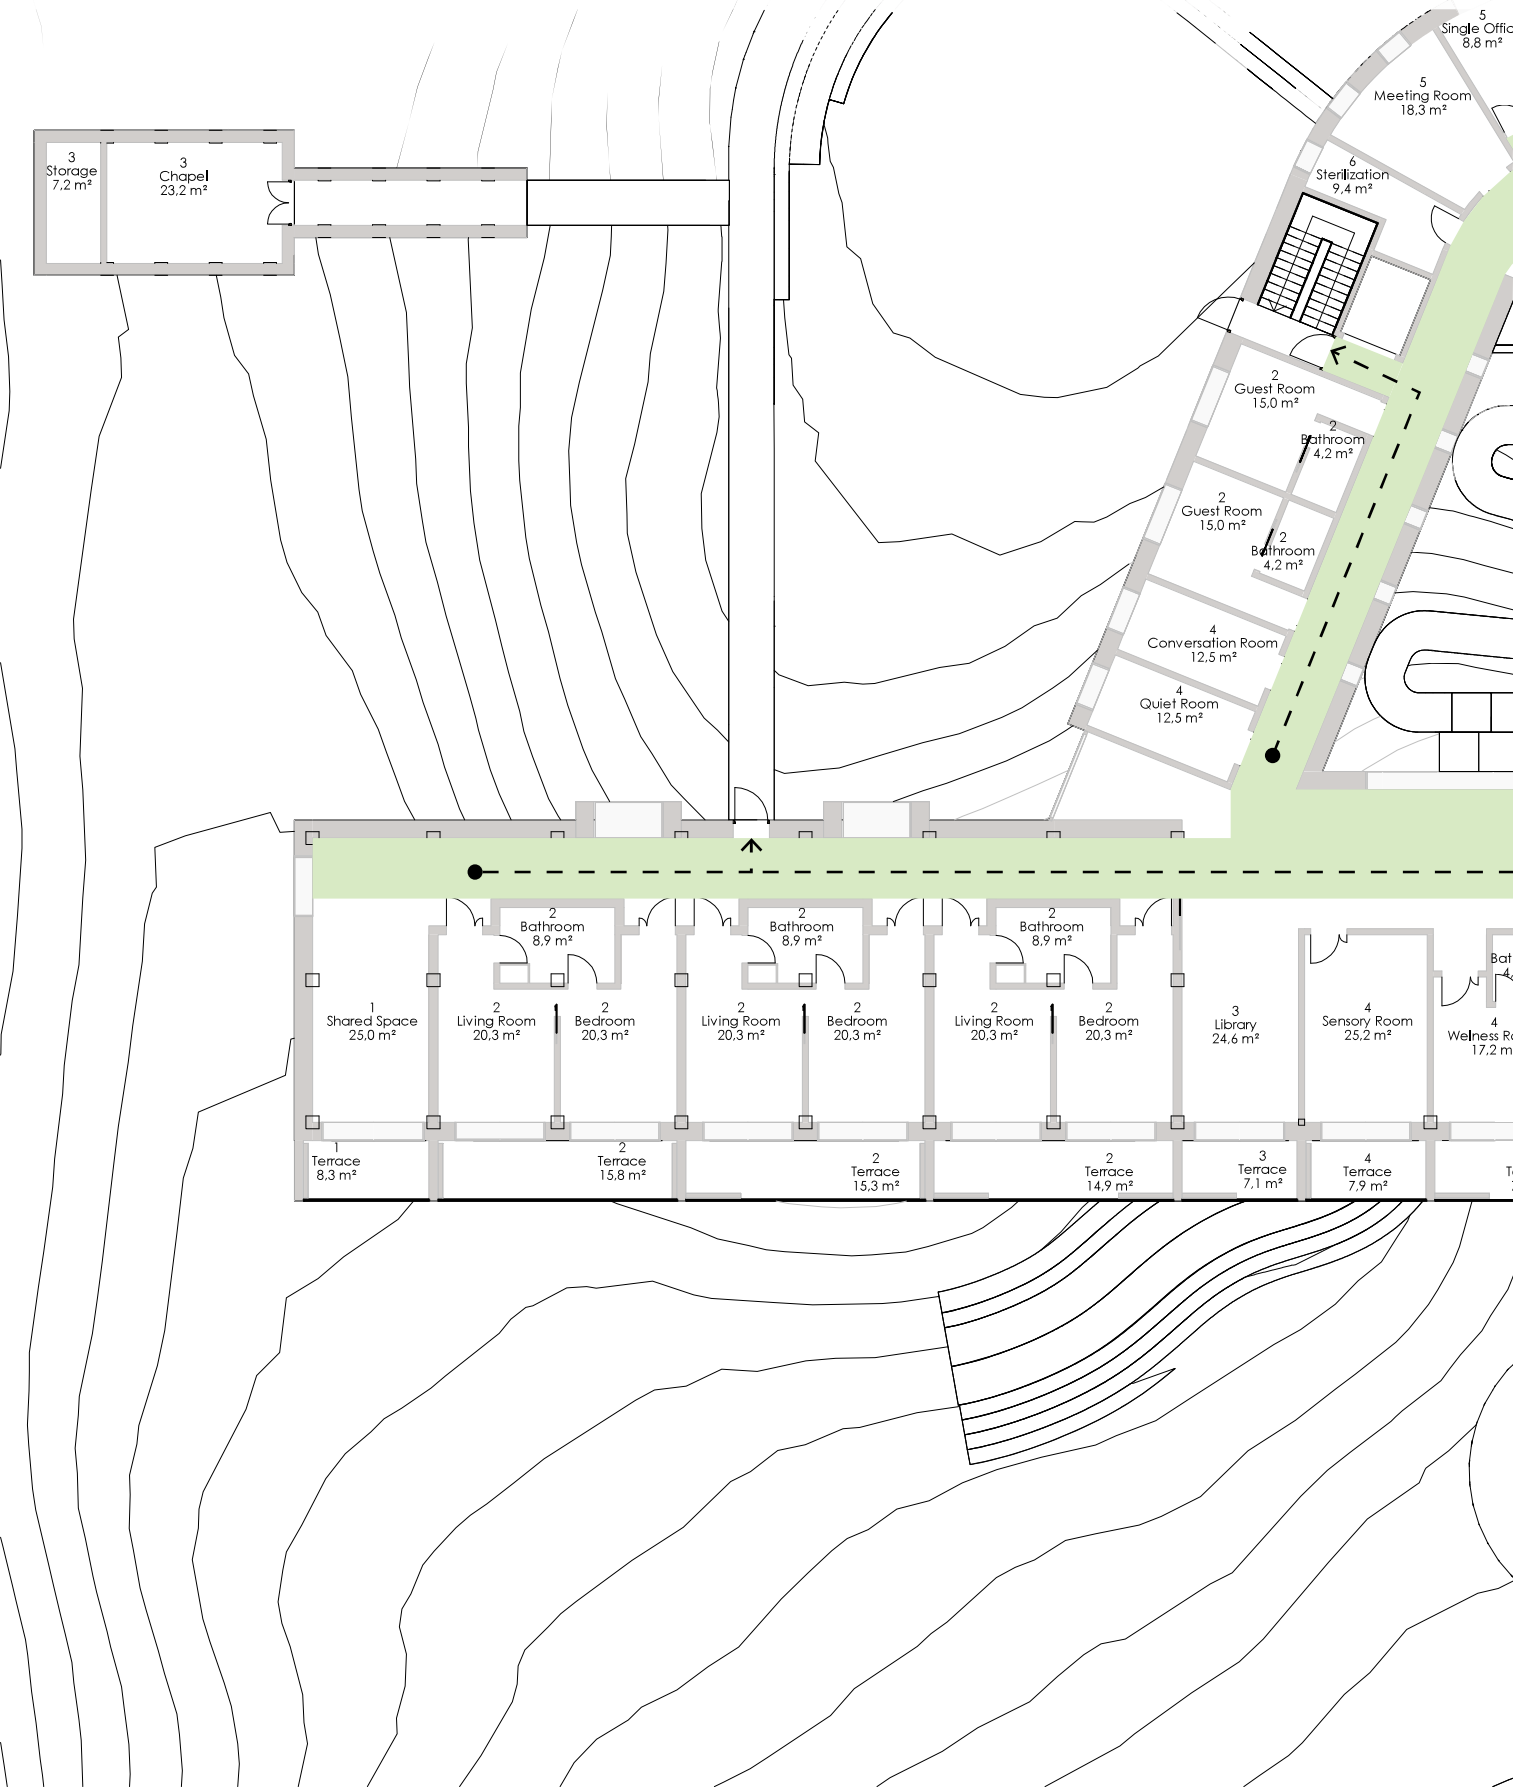 5
Single Offic
8,8 m²
5
Meeting Room
18,3 m²
3
Storage
7,2 m²
3
Chapel
23,2 m²
6
Sterilization
9,4 m²
2
Guest Room
15,0 m²
2
Bathroom
4,2 m²
2
Guest Room
15,0 m²
2
Bathroom
4,2 m²
4
Conversation Room
12,5 m²
4
Quiet Room
12,5 m²
2
Bathroom
8,9 m²
2
Bathroom
8,9 m²
2
Bathroom
8,9 m²
Bat
4,
1
Shared Space
25,0 m²
2
Living Room
20,3 m²
2
Bedroom
20,3 m²
2
Living Room
20,3 m²
2
Bedroom
20,3 m²
2
Living Room
20,3 m²
2
Bedroom
20,3 m²
3
Library
24,6 m²
4
Sensory Room
25,2 m²
4
Welness Ro
17,2 m
1
Terrace
8,3 m²
2
Terrace
15,8 m²
2
Terrace
15,3 m²
2
Terrace
14,9 m²
3
Terrace
7,1 m²
4
Terrace
7,9 m²